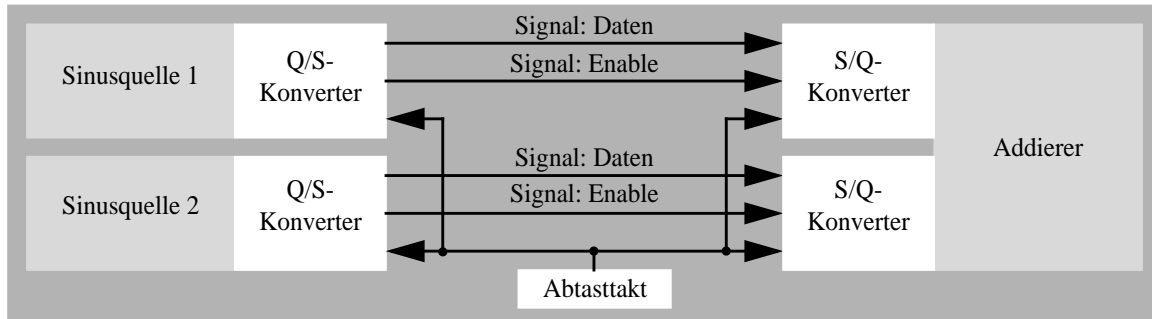 Signal: Daten
Sinusquelle 1
Q/S-
Konverter
Signal: Enable
S/Q-
Konverter
Addierer
Signal: Daten
Sinusquelle 2
Q/S-
Konverter
Signal: Enable
S/Q-
Konverter
Abtasttakt